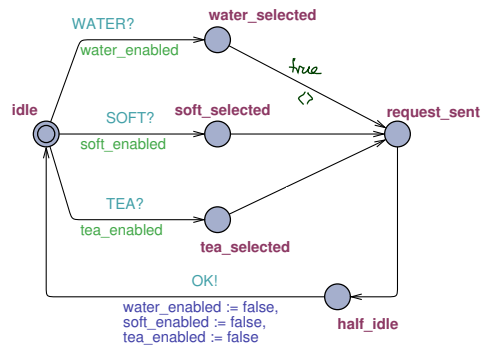 water_selected
WATER?
water_enabled
true
<>
idle
SOFT?
soft_selected
request_sent
soft_enabled
TEA?
tea_enabled
tea_selected
OK!
water_enabled := false,
soft_enabled := false,
tea_enabled := false
half_idle